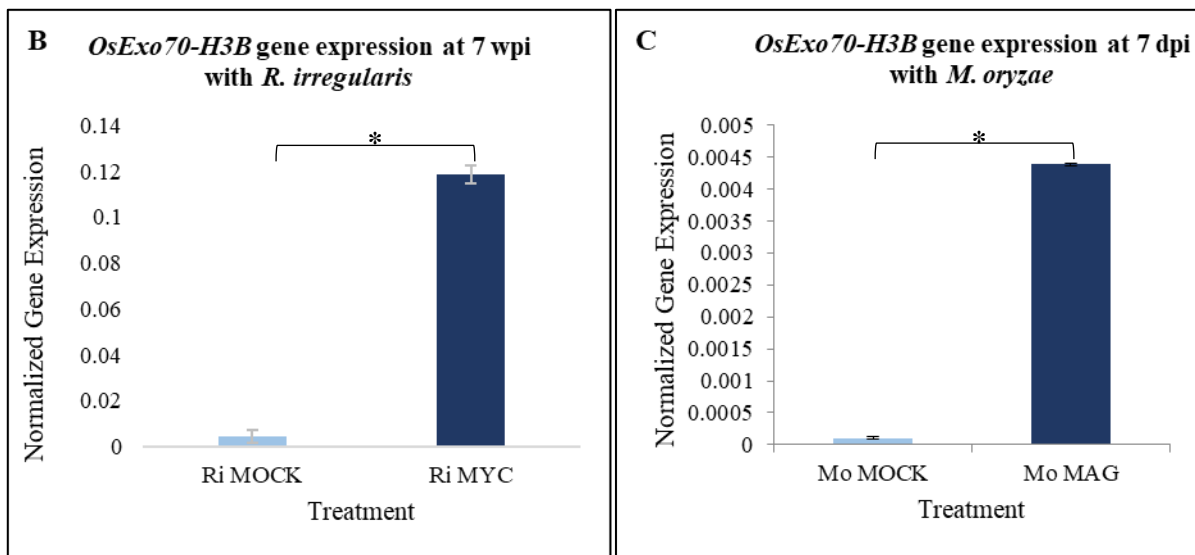 B
OsExo70-H3B gene expression at 7 wpi
with R. irregularis
Normalized Gene Expression
0.14
0.12
0.1
0.08
0.06
0.04
0.02
0
*
Ri MOCK
Ri MYC
Treatment
C
OsExo70-H3B gene expression at 7 dpi
with M. oryzae
Normalized Gene Expression
0.005
0.0045
0.004
0.0035
0.003
0.0025
0.002
0.0015
0.001
0.0005
0
*
Mo MOCK
Mo MAG
Treatment